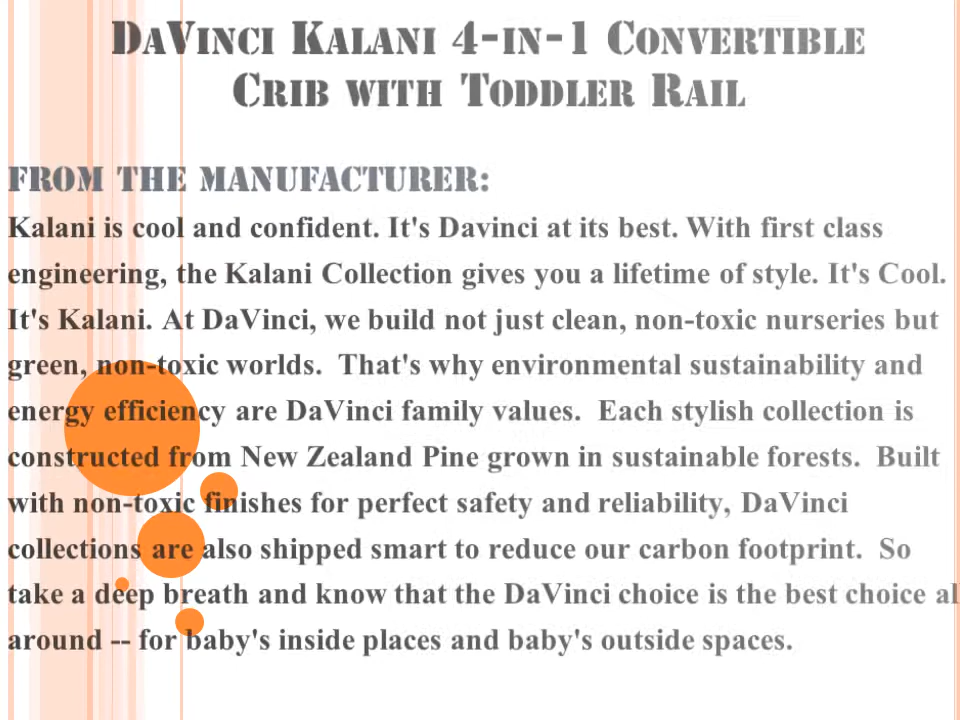 DaVinci Kalani 4-in-1 Convertible
Crib with Toddler Rail
FROM THE MANUFACTURER:
Kalani is cool and confident. It's Davinci at its best. With first class
engineering, the Kalani Collection gives you a lifetime of style. It's Cool.
It's Kalani. At DaVinci, we build not just clean, non-toxic nurseries but
green, non-toxic worlds.  That's why environmental sustainability and
energy efficiency are DaVinci family values.  Each stylish collection is
constructed from New Zealand Pine grown in sustainable forests.  Built
with non-toxic finishes for perfect safety and reliability, DaVinci
collections are also shipped smart to reduce our carbon footprint.  So
take a deep breath and know that the DaVinci choice is the best choice al
around -- for baby's inside places and baby's outside spaces.